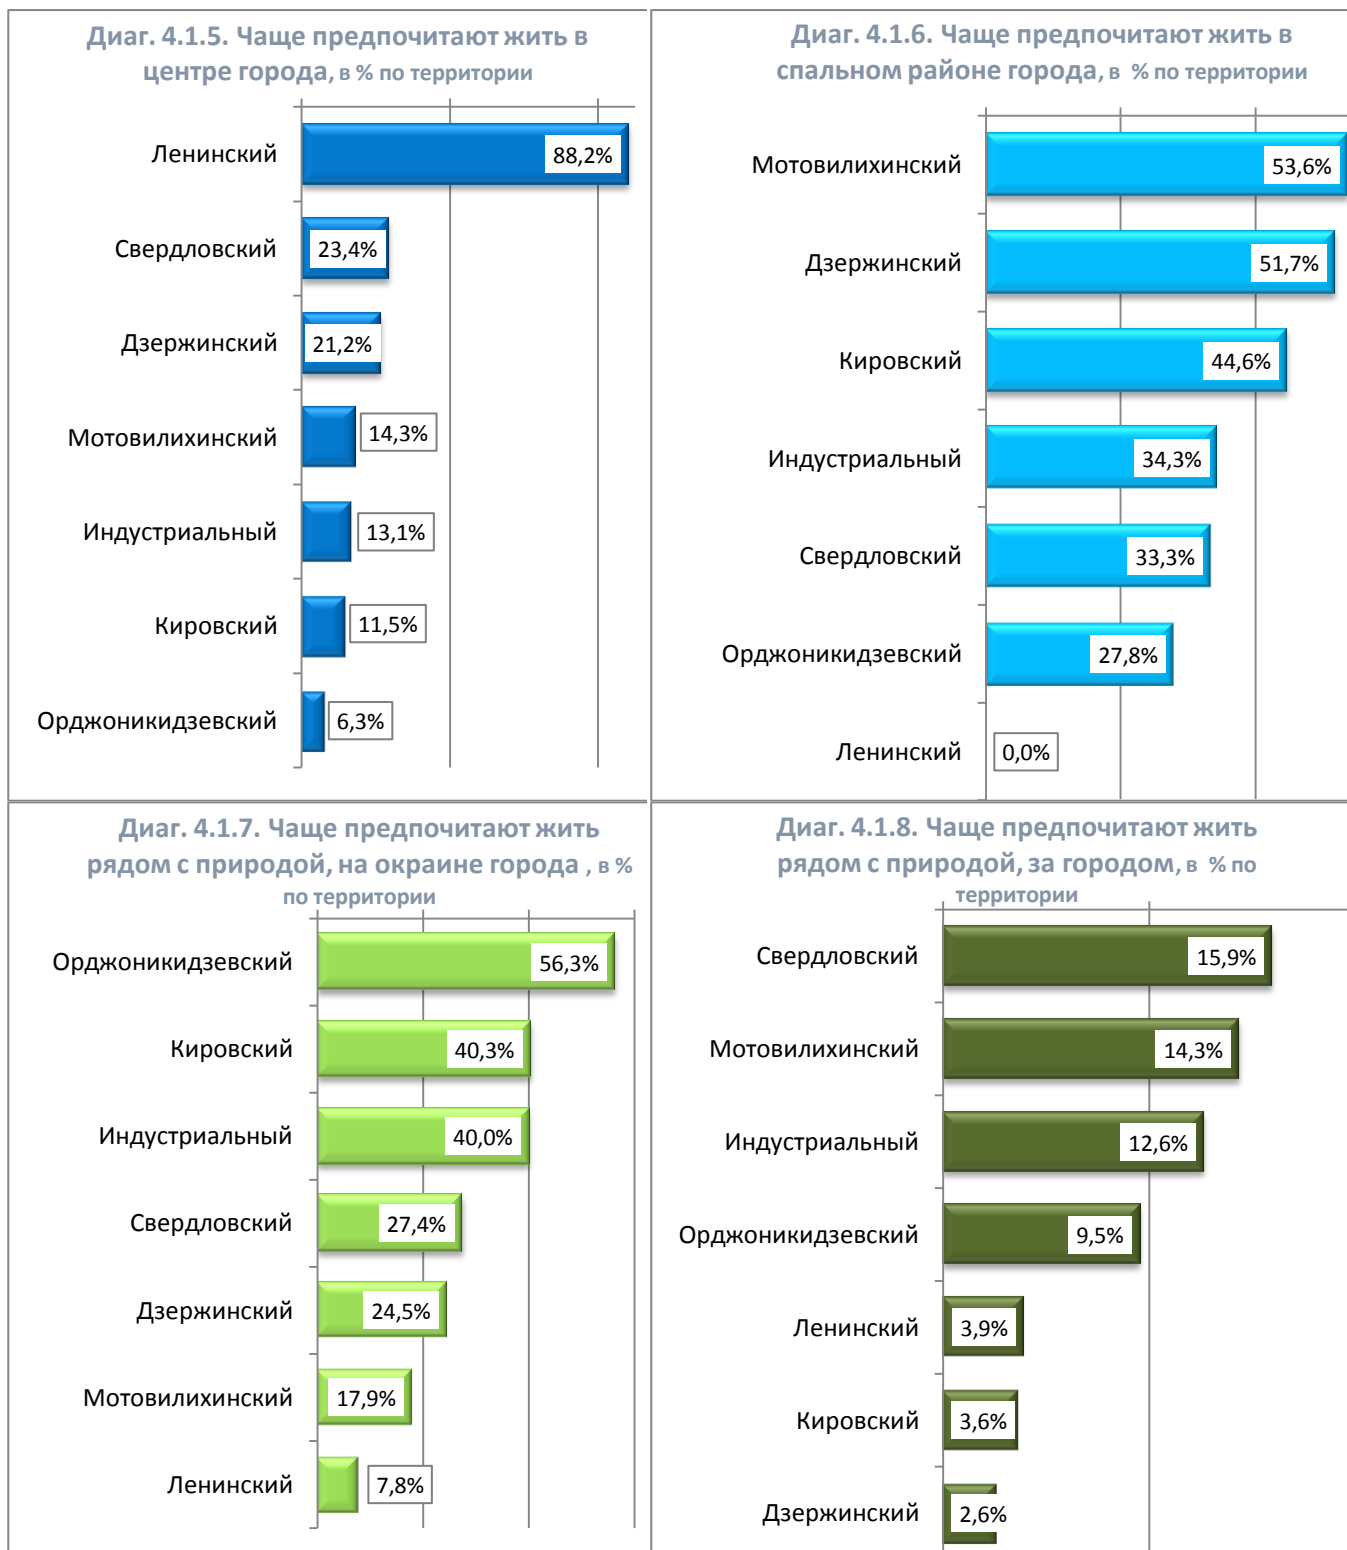 Диаг. 4.1.5. Чаще предпочитают жить в
центре города, в % по территории
Ленинский
88,2%
Свердловский
23,4%
Дзержинский
21,2%
Мотовилихинский
14,3%
Индустриальный
13,1%
Кировский
11,5%
Орджоникидзевский
6,3%
Диаг. 4.1.6. Чаще предпочитают жить в
спальном районе города, в % по территории
Мотовилихинский
53,6%
Дзержинский
51,7%
Кировский
44,6%
Индустриальный
34,3%
Свердловский
33,3%
Орджоникидзевский
27,8%
Ленинский
0,0%
Диаг. 4.1.7. Чаще предпочитают жить
рядом с природой, на окраине города , в %
по территории
Орджоникидзевский
56,3%
Кировский
40,3%
Индустриальный
40,0%
Свердловский
27,4%
Дзержинский
24,5%
Мотовилихинский
17,9%
Ленинский
7,8%
Диаг. 4.1.8. Чаще предпочитают жить
рядом с природой, за городом, в % по
территории
Свердловский
15,9%
Мотовилихинский
14,3%
Индустриальный
12,6%
Орджоникидзевский
9,5%
Ленинский
3,9%
Кировский
3,6%
Дзержинский
2,6%